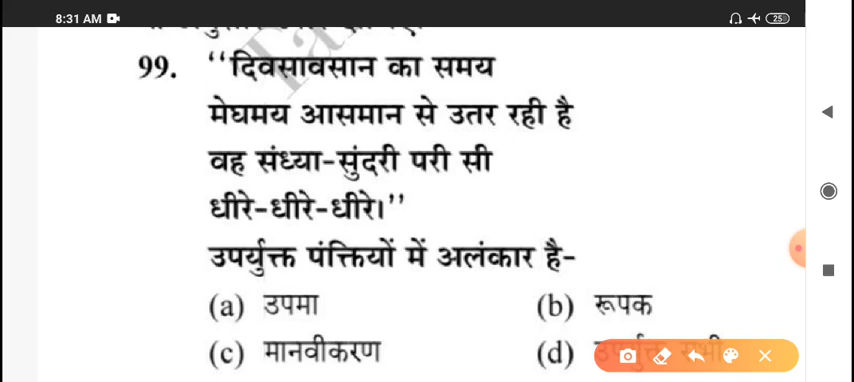 8:31 AM
25
99. ‘‘दिवसावसान का समय
मेघमय आसमान से उतर रही है
वह संध्या-सुंदरी परी सी
धीरे-धीरे-धीरे।’’
उपर्युक्त पंक्तियों में अलंकार है-
(a) उपमा (b) रूपक
(c) मानवीकरण (d)